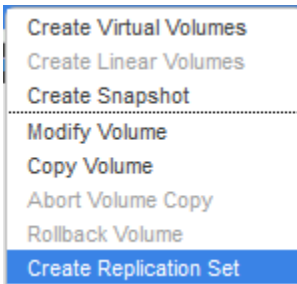 Create Virtual Volumes
Create Linear Volumes
Create Snapshot
Modify Volume
Copy Volume
Abort Volume Copy
Rollback Volume
Create Replication Set